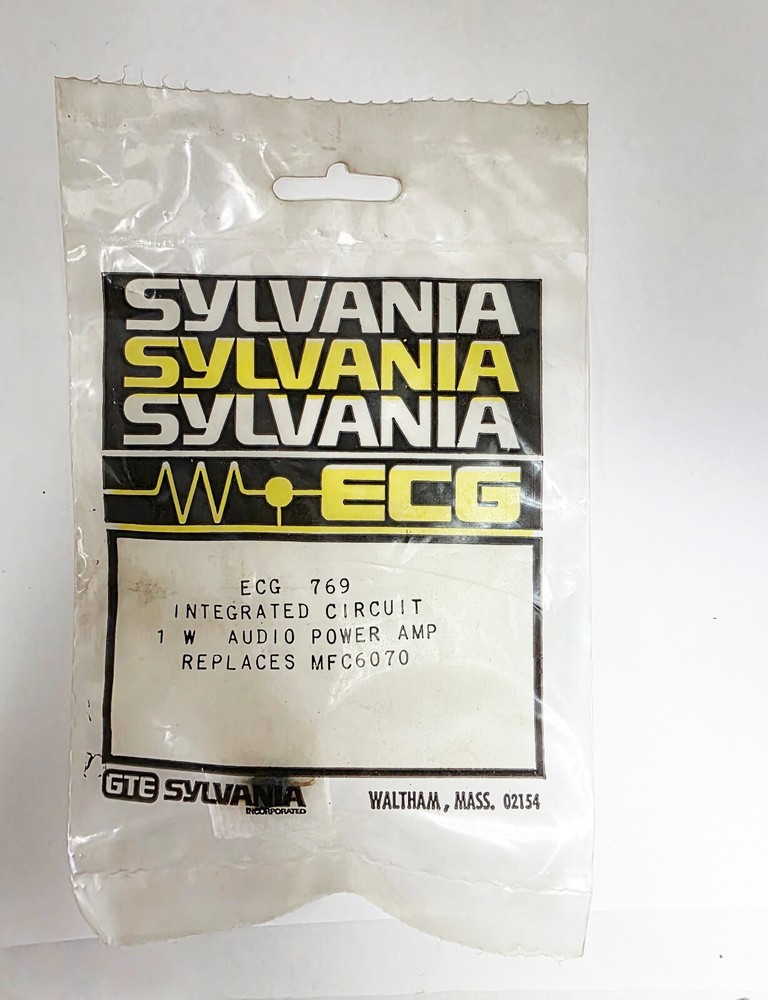 SYLVANIA
SYLVANIA
SYLVANIA
ECG
ECG 769
INTEGRATED CIRCUIT
1 W AUDIO POWER AMP
REPLACES MFC6070
GTE SYLVANIA
INCORPORATED
WALTHAM, MASS. 02154